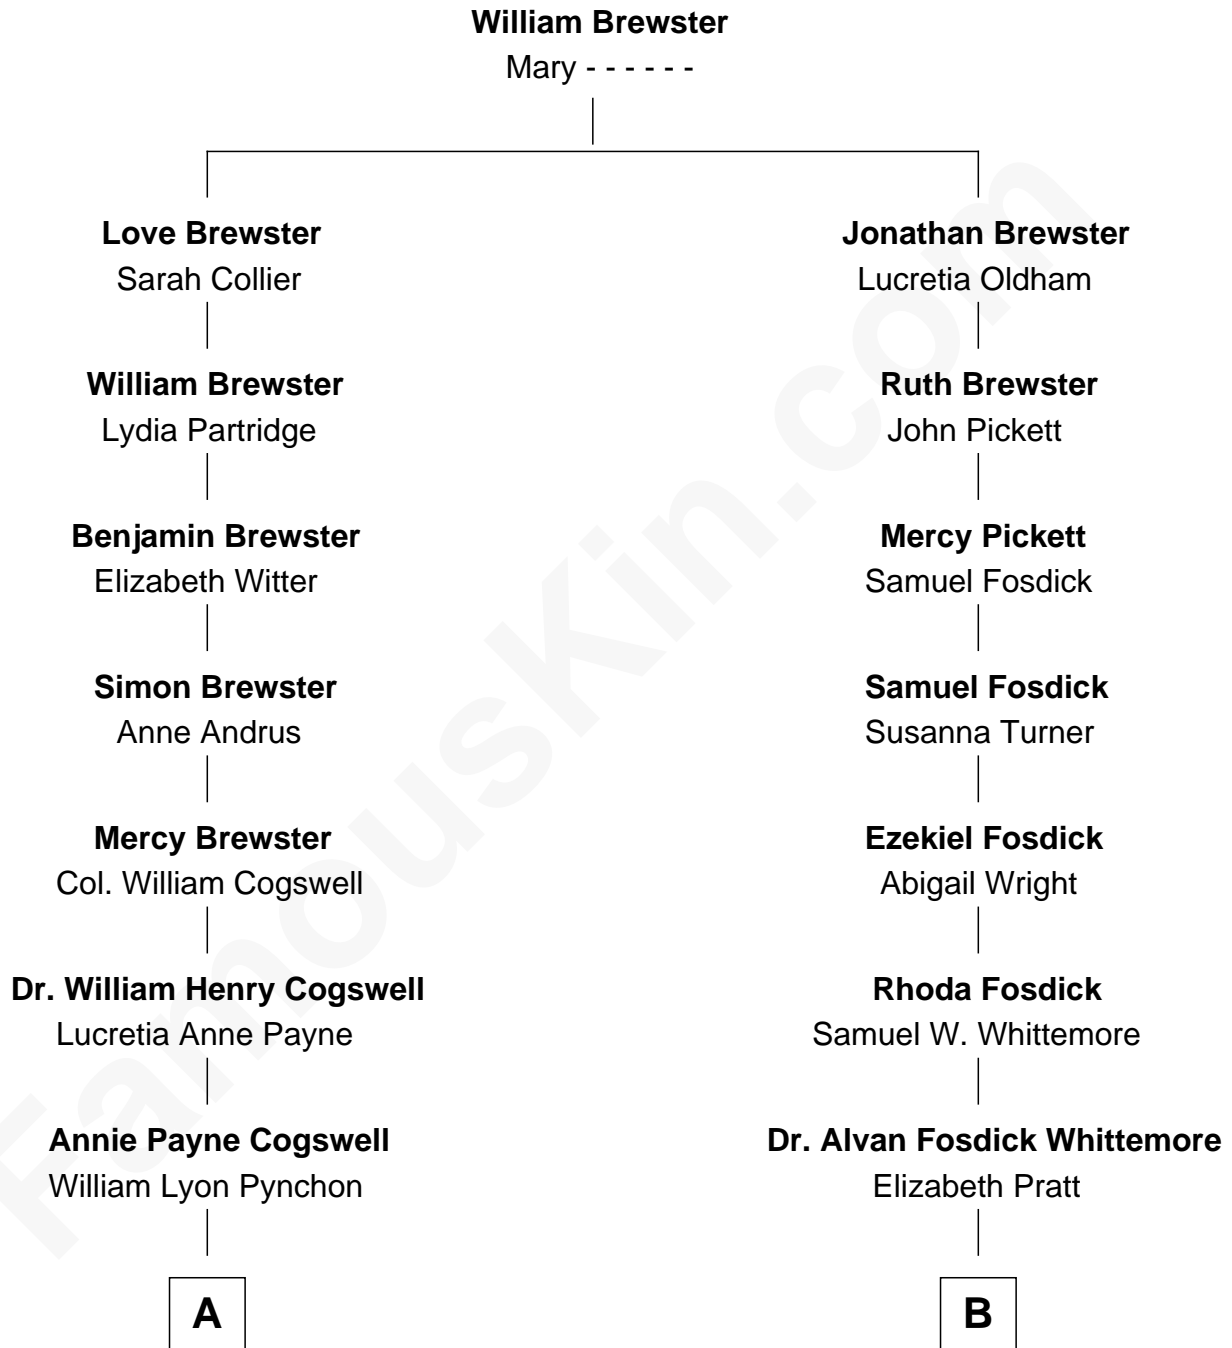 William Brewster
Mary - - - - - -
Love Brewster
Sarah Collier
William Brewster
Lydia Partridge
Benjamin Brewster
Elizabeth Witter
Simon Brewster
Anne Andrus
Mercy Brewster
Col. William Cogswell
Dr. William Henry Cogswell
Lucretia Anne Payne
Annie Payne Cogswell
William Lyon Pynchon
A
Jonathan Brewster
Lucretia Oldham
Ruth Brewster
John Pickett
Mercy Pickett
Samuel Fosdick
Samuel Fosdick
Susanna Turner
Ezekiel Fosdick
Abigail Wright
Rhoda Fosdick
Samuel W. Whittemore
Dr. Alvan Fosdick Whittemore
Elizabeth Pratt
B
FamousKin.com